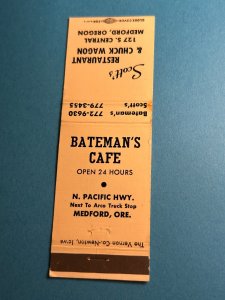 Scott's
RESTAURANT
& CHUCK WAGON
127 S. CENTRAL
MEDFORD, OREGON
Bateman's 772-9630
Scott's 779-3455
BATEMAN'S
CAFE
OPEN 24 HOURS
N. PACIFIC HWY.
Next To Arco Truck Stop
MEDFORD, ORE.
The Vernon Co.-Newton, Iowa